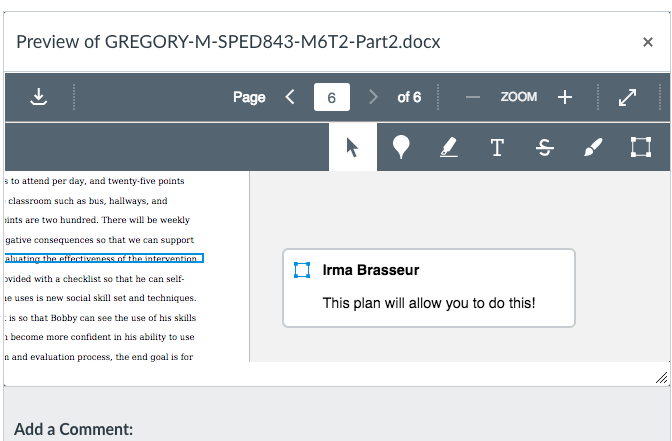 Preview of GREGORY-M-SPED843-M6T2-Part2.docx
×
Page 6 of 6 ZOOM
T S
s to attend per day, and twenty-five points
classroom such as bus, hallways, and
ints are two hundred. There will be weekly
gative consequences so that we can support
aluating the effectiveness of the intervention
ovided with a checklist so that he can self-
e uses is new social skill set and techniques.
is so that Bobby can see the use of his skills
become more confident in his ability to use
and evaluation process, the end goal is for
Irma Brasseur
This plan will allow you to do this!
Add a Comment: